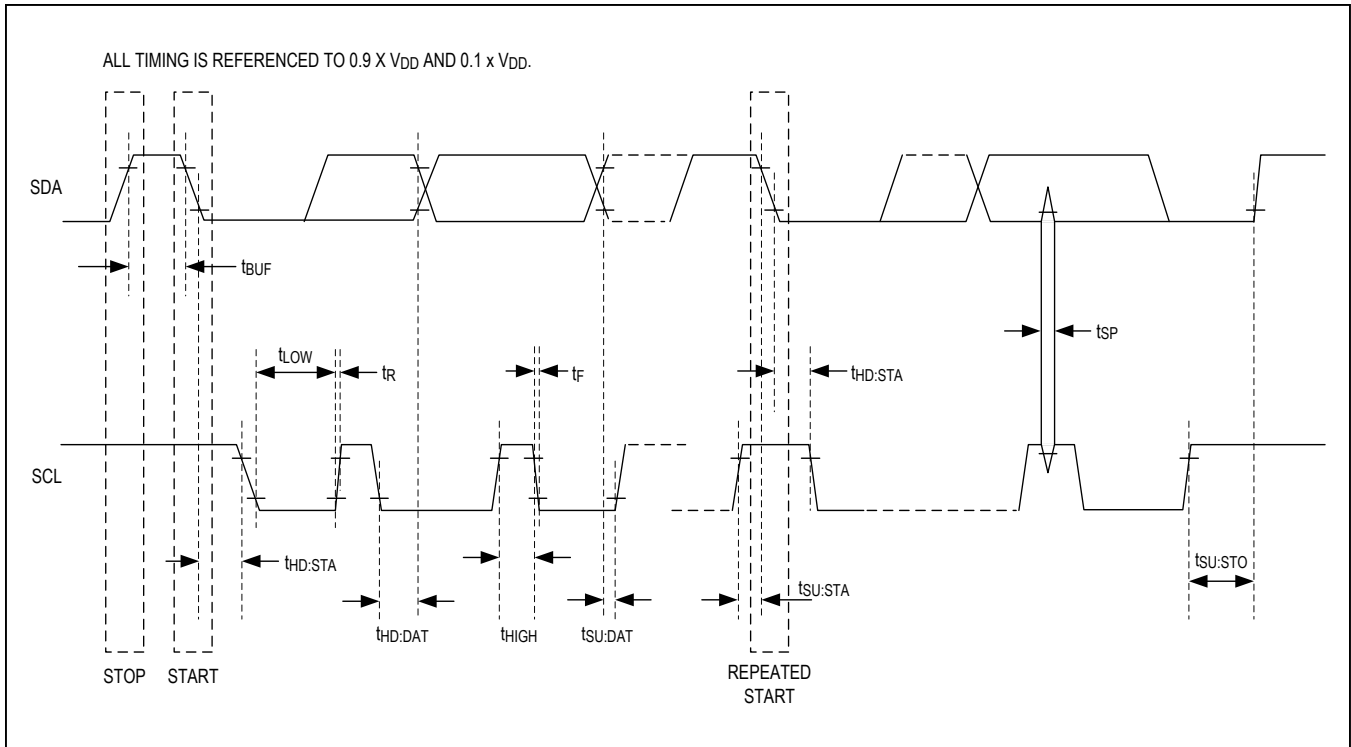 ALL TIMING IS REFERENCED TO 0.9 X VDD AND 0.1 x VDD.
SDA
tBUF
tSP
tLOW
tR
tF
tHD:STA
SCL
tHD:STA
tSU:STA
tSU:STO
tHD:DAT
tHIGH
tSU:DAT
STOP
START
REPEATED
START